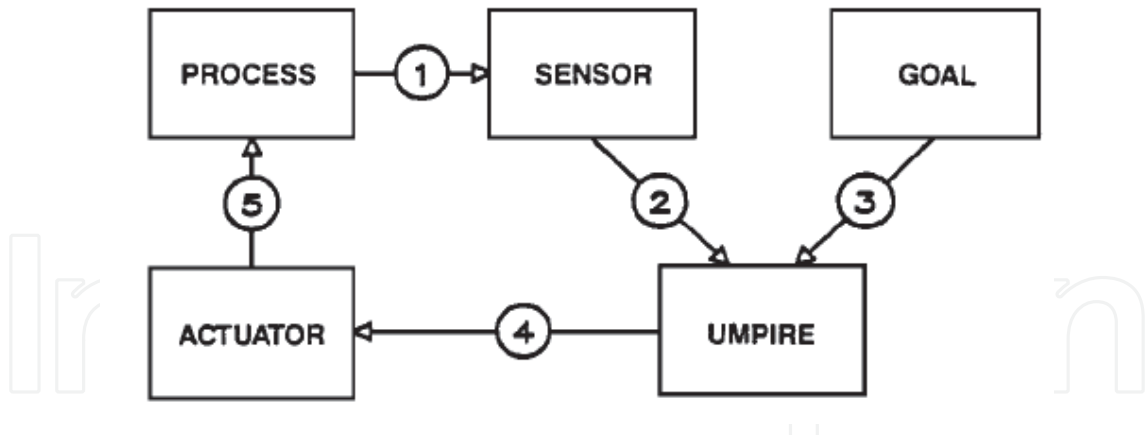 PROCESS
1
SENSOR
GOAL
2
3
5
ACTUATOR
4
UMPIRE